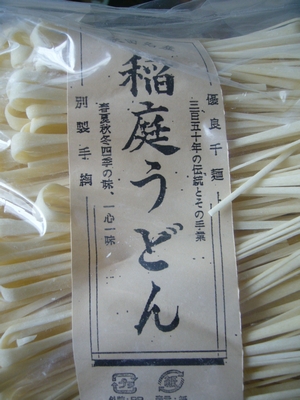 優良干麺
三百五十年の伝統とその手業
稲庭うどん
春夏秋冬四季の味、一心一味
別製手綯